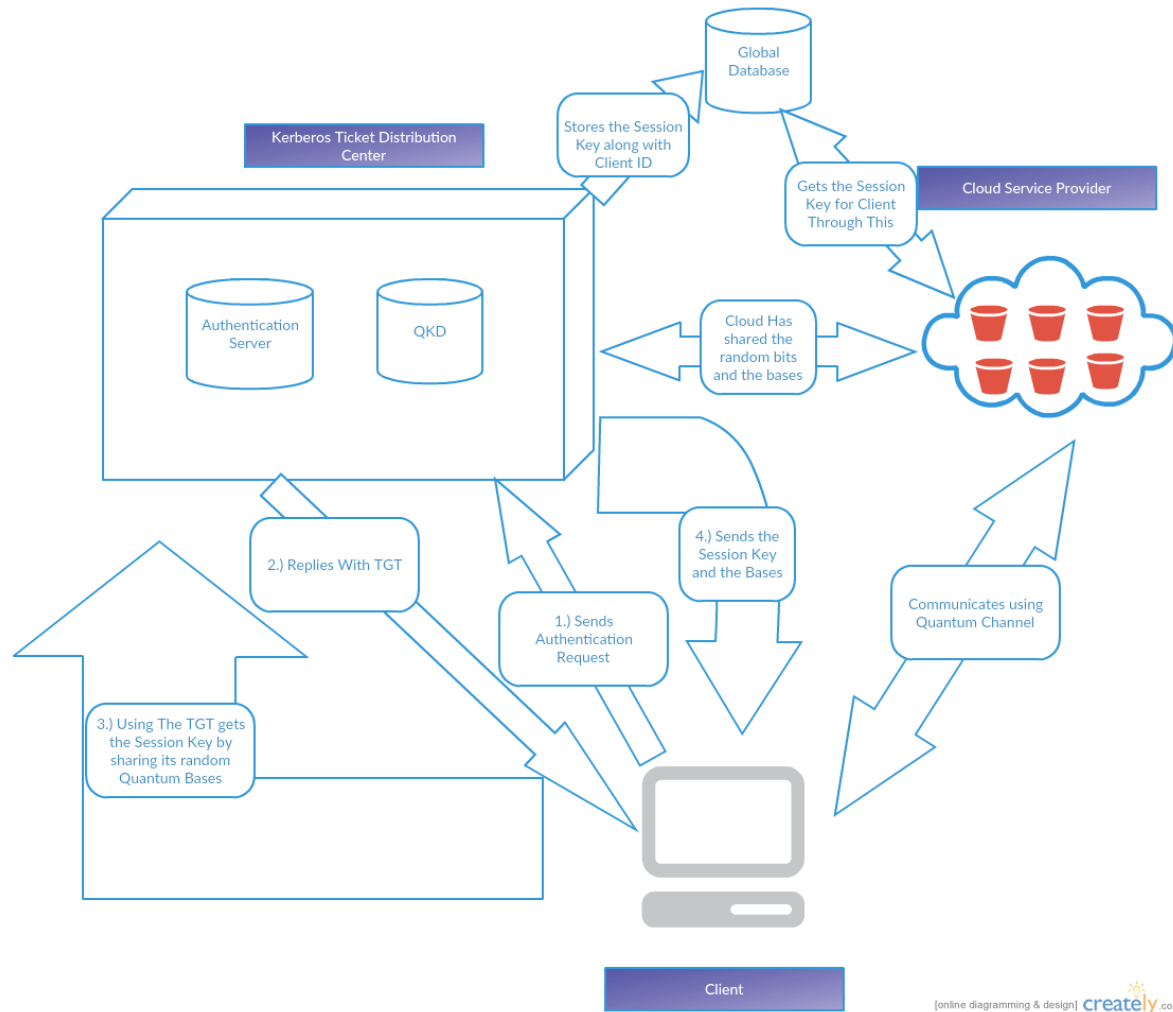 Global
Database
Stores the Session
Key along with
Client ID
Kerberos Ticket Distribution
Center
Gets the Session
Key for Client
Through This
Cloud Service Provider
Authentication
Server
QKD
Cloud Has
shared the
random bits
and the bases
2.) Replies With TGT
4.) Sends the
Session Key
and the Bases
1.) Sends
Authentication
Request
Communicates using
Quantum Channel
3.) Using The TGT gets
the Session Key by
sharing its random
Quantum Bases
Client
[online diagramming & design] creately.co